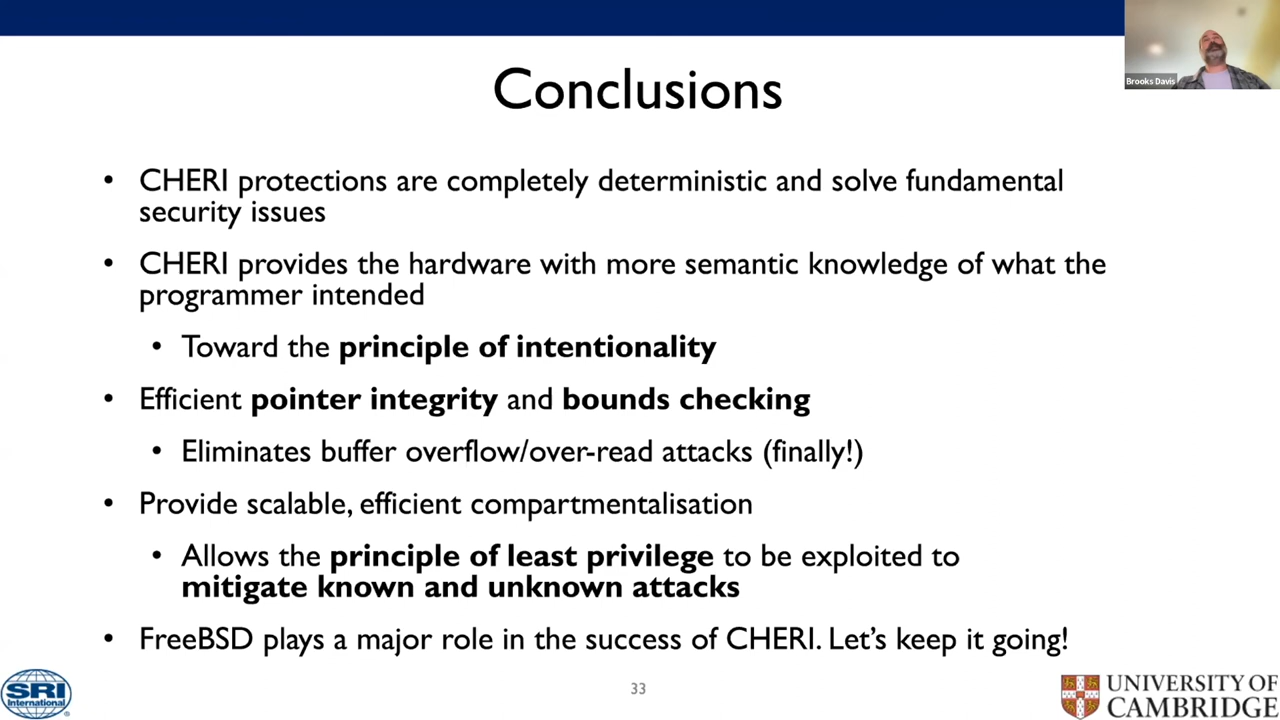 Brooks Davis
Conclusions
• CHERI protections are completely deterministic and solve fundamental
security issues
• CHERI provides the hardware with more semantic knowledge of what the
programmer intended
• Toward the principle of intentionality
• Efficient pointer integrity and bounds checking
• Eliminates buffer overflow/over-read attacks (finally!)
• Provide scalable, efficient compartmentalisation
• Allows the principle of least privilege to be exploited to
mitigate known and unknown attacks
• FreeBSD plays a major role in the success of CHERI. Let's keep it going!
SRI
International
33
UNIVERSITY OF
CAMBRIDGE